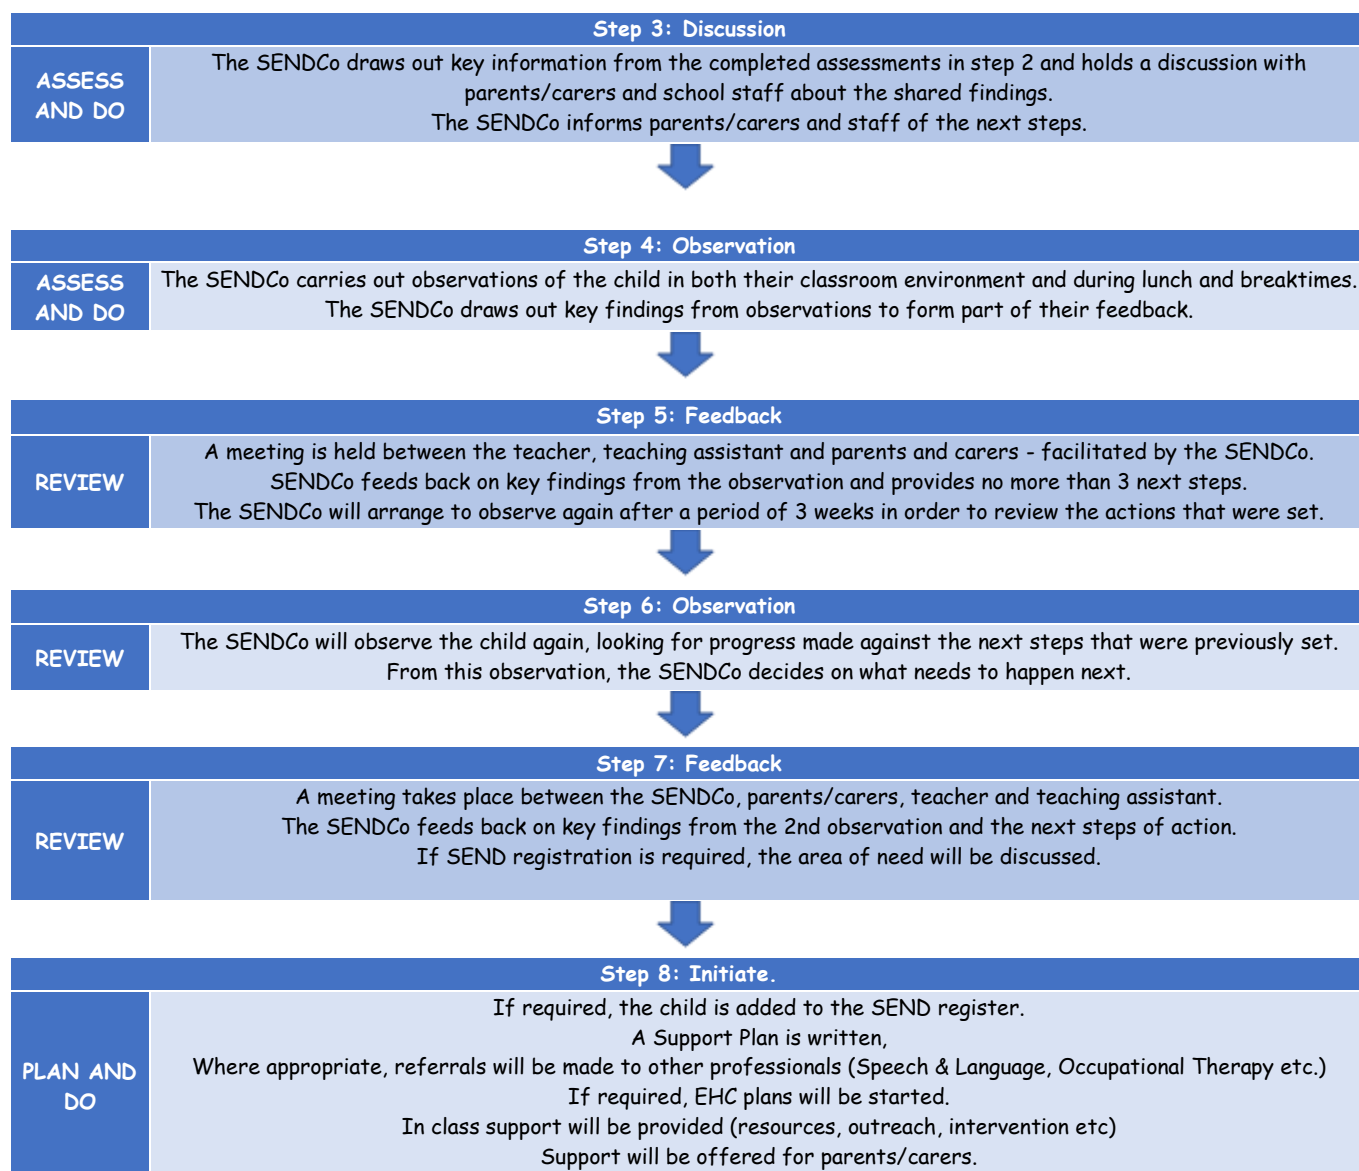 Step 3: Discussion
ASSESS
AND DO
The SENDCo draws out key information from the completed assessments in step 2 and holds a discussion with
parents/carers and school staff about the shared findings.
The SENDCo informs parents/carers and staff of the next steps.
Step 4: Observation
ASSESS
AND DO
The SENDCo carries out observations of the child in both their classroom environment and during lunch and breaktimes.
The SENDCo draws out key findings from observations to form part of their feedback.
Step 5: Feedback
REVIEW
A meeting is held between the teacher, teaching assistant and parents and carers - facilitated by the SENDCo.
SENDCo feeds back on key findings from the observation and provides no more than 3 next steps.
The SENDCo will arrange to observe again after a period of 3 weeks in order to review the actions that were set.
Step 6: Observation
REVIEW
The SENDCo will observe the child again, looking for progress made against the next steps that were previously set.
From this observation, the SENDCo decides on what needs to happen next.
Step 7: Feedback
REVIEW
A meeting takes place between the SENDCo, parents/carers, teacher and teaching assistant.
The SENDCo feeds back on key findings from the 2nd observation and the next steps of action.
If SEND registration is required, the area of need will be discussed.
Step 8: Initiate.
PLAN AND
DO
If required, the child is added to the SEND register.
A Support Plan is written,
Where appropriate, referrals will be made to other professionals (Speech & Language, Occupational Therapy etc.)
If required, EHC plans will be started.
In class support will be provided (resources, outreach, intervention etc)
Support will be offered for parents/carers.